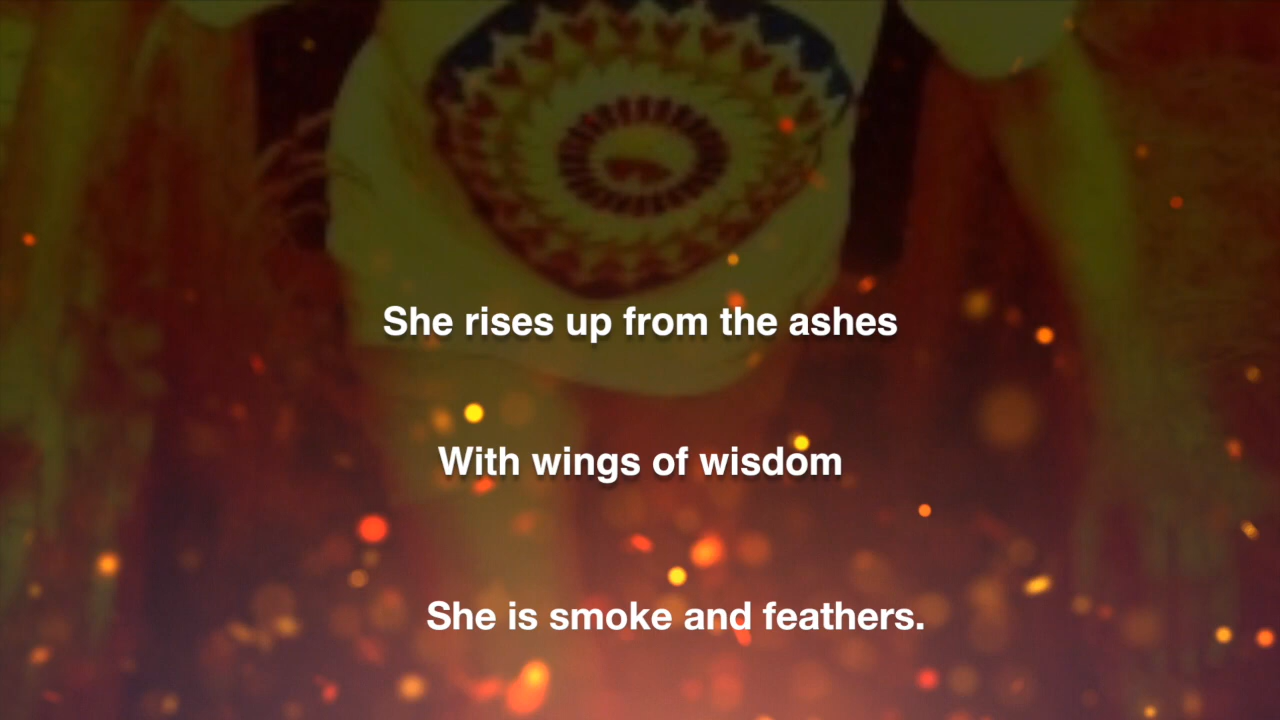 She rises up from the ashes
With wings of wisdom
She is smoke and feathers.